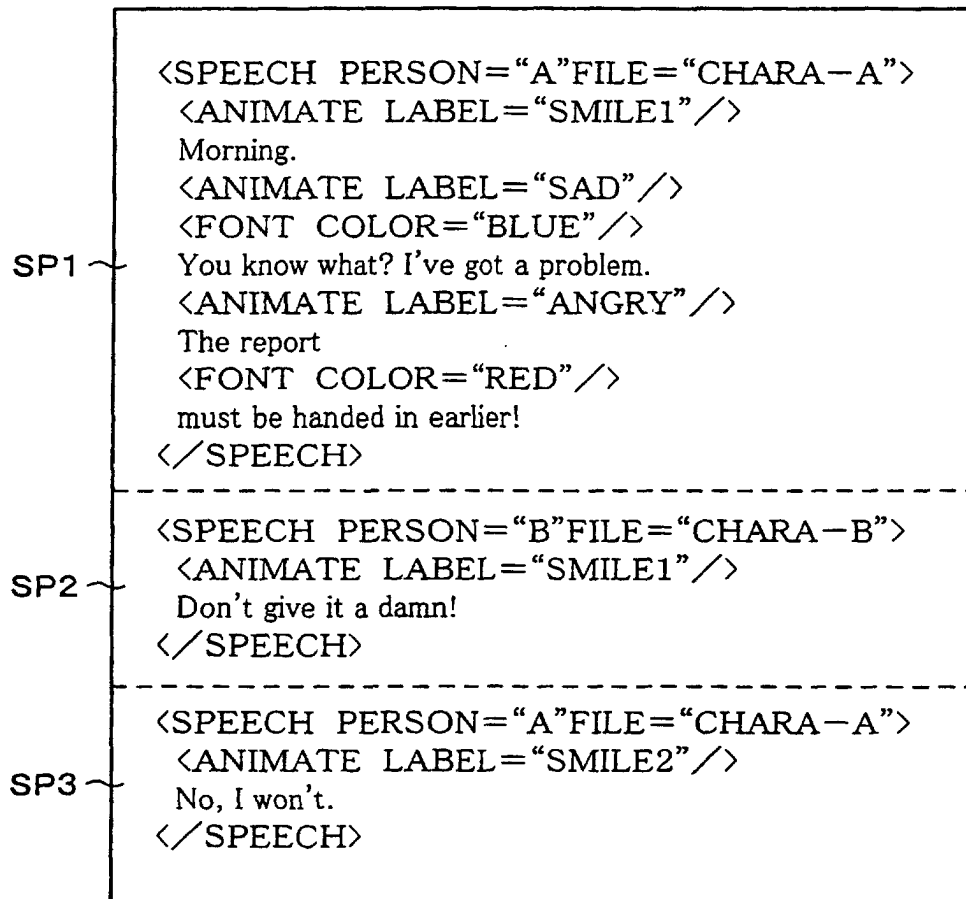 <SPEECH PERSON=“A”FILE=“CHARA−A”>
<ANIMATE LABEL=“SMILE1”/>
Morning.
<ANIMATE LABEL=“SAD”/>
<FONT COLOR=“BLUE”/>
SP1
You know what? I've got a problem.
<ANIMATE LABEL=“ANGRY”/>
The report
<FONT COLOR=“RED”/>
must be handed in earlier!
</SPEECH>
<SPEECH PERSON=“B”FILE=“CHARA−B”>
<ANIMATE LABEL=“SMILE1”/>
SP2
Don't give it a damn!
</SPEECH>
<SPEECH PERSON=“A”FILE=“CHARA−A”>
<ANIMATE LABEL=“SMILE2”/>
SP3
No, I won't.
</SPEECH>